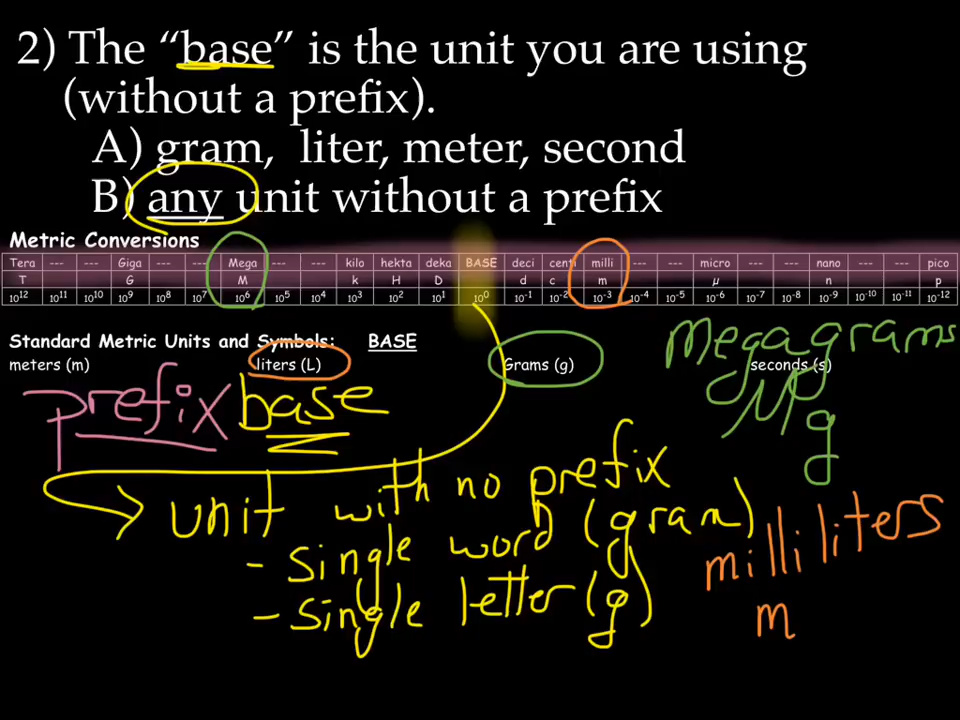 2) The “base” is the unit you are using
(without a prefix).
A) gram, liter, meter, second
B) any unit without a prefix
Metric Conversions
Tera --- --- Giga --- --- Mega --- --- kilo hekta deka BASE deci centi milli --- --- micro --- --- nano --- --- pico
T G M k H D d c m µ n p
10¹² 10¹¹ 10¹⁰ 10⁹ 10⁸ 10⁷ 10⁶ 10⁵ 10⁴ 10³ 10² 10¹ 10⁰ 10⁻¹ 10⁻² 10⁻³ 10⁻⁴ 10⁻⁵ 10⁻⁶ 10⁻⁷ 10⁻⁸ 10⁻⁹ 10⁻¹⁰ 10⁻¹¹ 10⁻¹²
Standard Metric Units and Symbols: BASE
meters (m) liters (L) Grams (g) seconds (s)
Megagrams
Mg
prefix base
unit with no prefix
- single word (gram)
- single letter (g)
milliliters
m